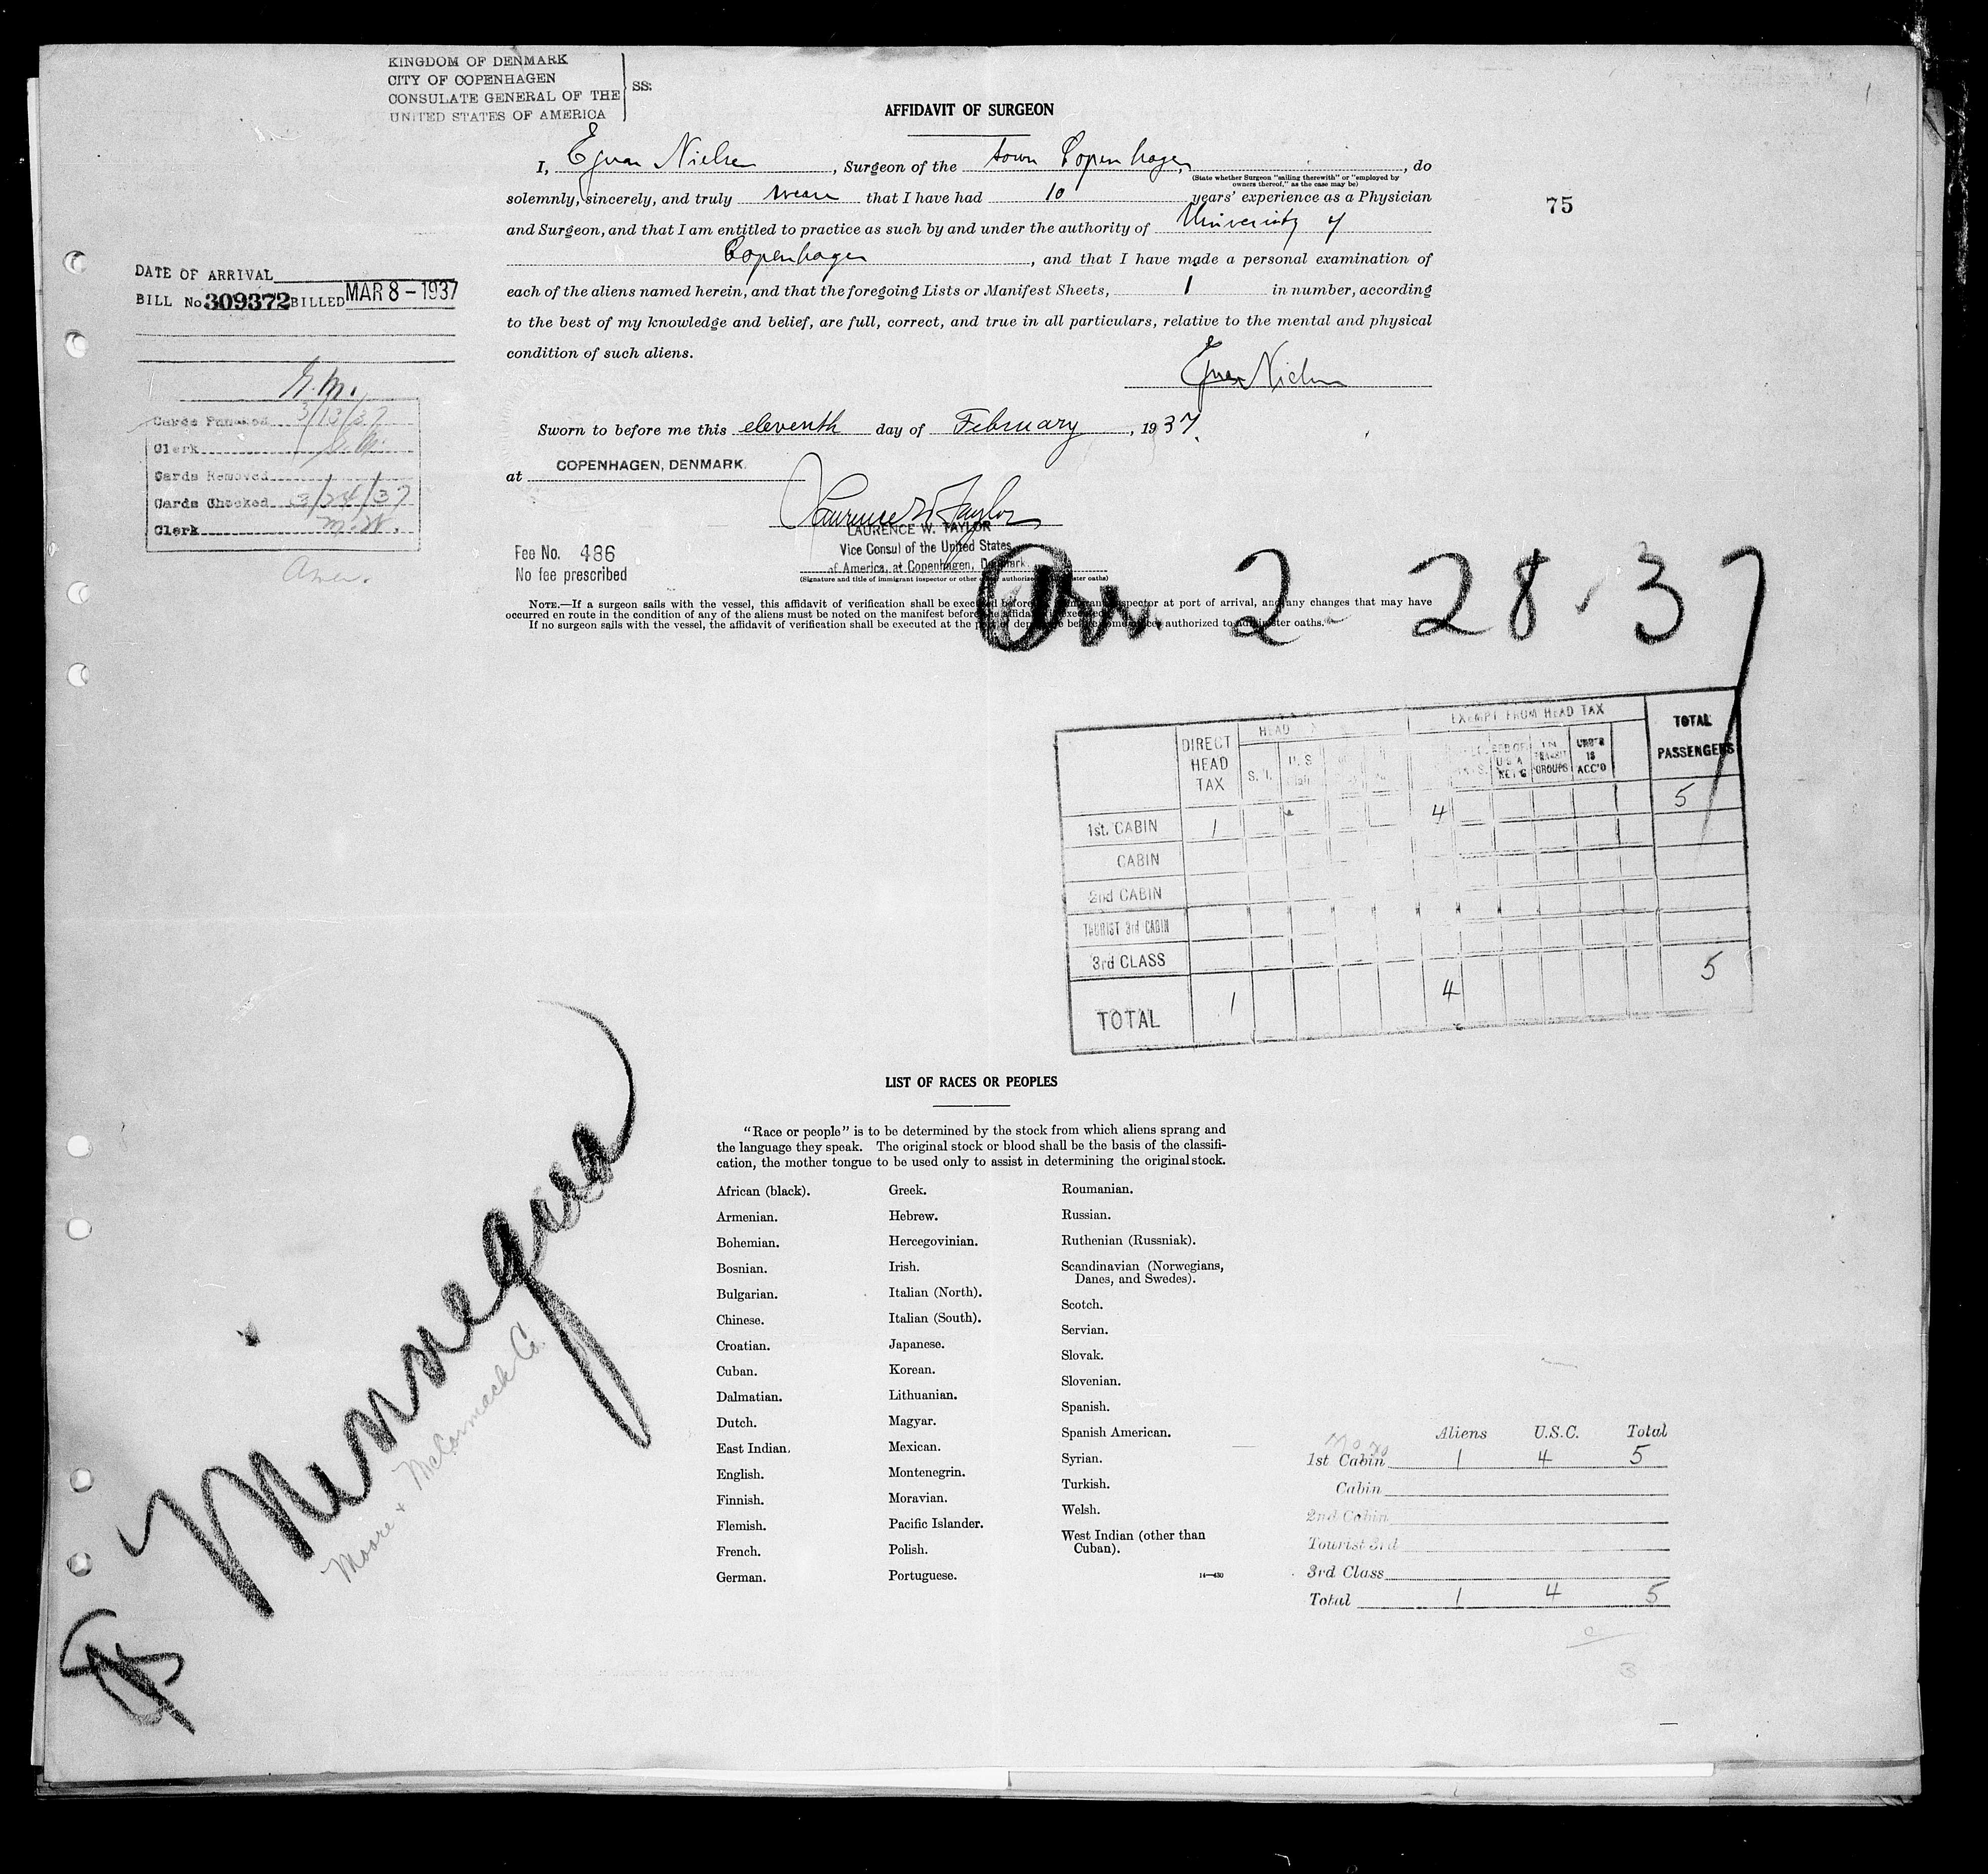 KINGDOM OF DENMARK
CITY OF COPENHAGEN
CONSULATE GENERAL OF THE
UNITED STATES OF AMERICA
SS:
AFFIDAVIT OF SURGEON
I, Ejnar Nielsen, Surgeon of the town Copenhagen, do
(State whether Surgeon "sailing therewith" or "employed by
owners thereof," as the case may be)
solemnly, sincerely, and truly swear that I have had 10 years' experience as a Physician
75
and Surgeon, and that I am entitled to practice as such by and under the authority of University of
Copenhagen, and that I have made a personal examination of
each of the aliens named herein, and that the foregoing Lists or Manifest Sheets, 1 in number, according
to the best of my knowledge and belief, are full, correct, and true in all particulars, relative to the mental and physical
condition of such aliens.
Ejnar Nielsen
DATE OF ARRIVAL
BILL No 309372 BILLED MAR 8-1937
Cards Punched 3/13/37
Clerk
Cards Removed
Cards Checked 3/24/37
Clerk M.W.
Sworn to before me this eleventh day of February, 1937.
at COPENHAGEN, DENMARK.
Laurence W. Taylor
LAURENCE W. TAYLOR
Vice Consul of the United States
of America, at Copenhagen, Denmark
(Signature and title of immigrant inspector or other officer authorized to administer oaths)
Fee No. 486
No fee prescribed
Arr. 2-28-37
NOTE.—If a surgeon sails with the vessel, this affidavit of verification shall be executed before an immigrant inspector at port of arrival, and any changes that may have
occurred en route in the condition of any of the aliens must be noted on the manifest before the affidavit is executed.
If no surgeon sails with the vessel, the affidavit of verification shall be executed at the port of departure before some officer authorized to administer oaths.
DIRECT HEAD TAX
HEAD
S.T.
U.S
EXEMPT FROM HEAD TAX
IN TRANSIT GROUPS
UND'R 16 ACC'D
TOTAL PASSENGERS
1st. CABIN 1 4 5
CABIN
2nd CABIN
TOURIST 3rd CABIN
3rd CLASS
TOTAL 1 4 5
LIST OF RACES OR PEOPLES
"Race or people" is to be determined by the stock from which aliens sprang and
the language they speak. The original stock or blood shall be the basis of the classifi-
cation, the mother tongue to be used only to assist in determining the original stock.
African (black).
Armenian.
Bohemian.
Bosnian.
Bulgarian.
Chinese.
Croatian.
Cuban.
Dalmatian.
Dutch.
East Indian.
English.
Finnish.
Flemish.
French.
German.
Greek.
Hebrew.
Hercegovinian.
Irish.
Italian (North).
Italian (South).
Japanese.
Korean.
Lithuanian.
Magyar.
Mexican.
Montenegrin.
Moravian.
Pacific Islander.
Polish.
Portuguese.
Roumanian.
Russian.
Ruthenian (Russniak).
Scandinavian (Norwegians,
Danes, and Swedes).
Scotch.
Servian.
Slovak.
Slovenian.
Spanish.
Spanish American.
Syrian.
Turkish.
Welsh.
West Indian (other than
Cuban).
14—430
Aliens U.S.C. Total
1st Cabin 1 4 5
Cabin
2nd Cabin
Tourist 3rd
3rd Class
Total 1 4 5
SS Minnequa
Moore & McCormack Co.